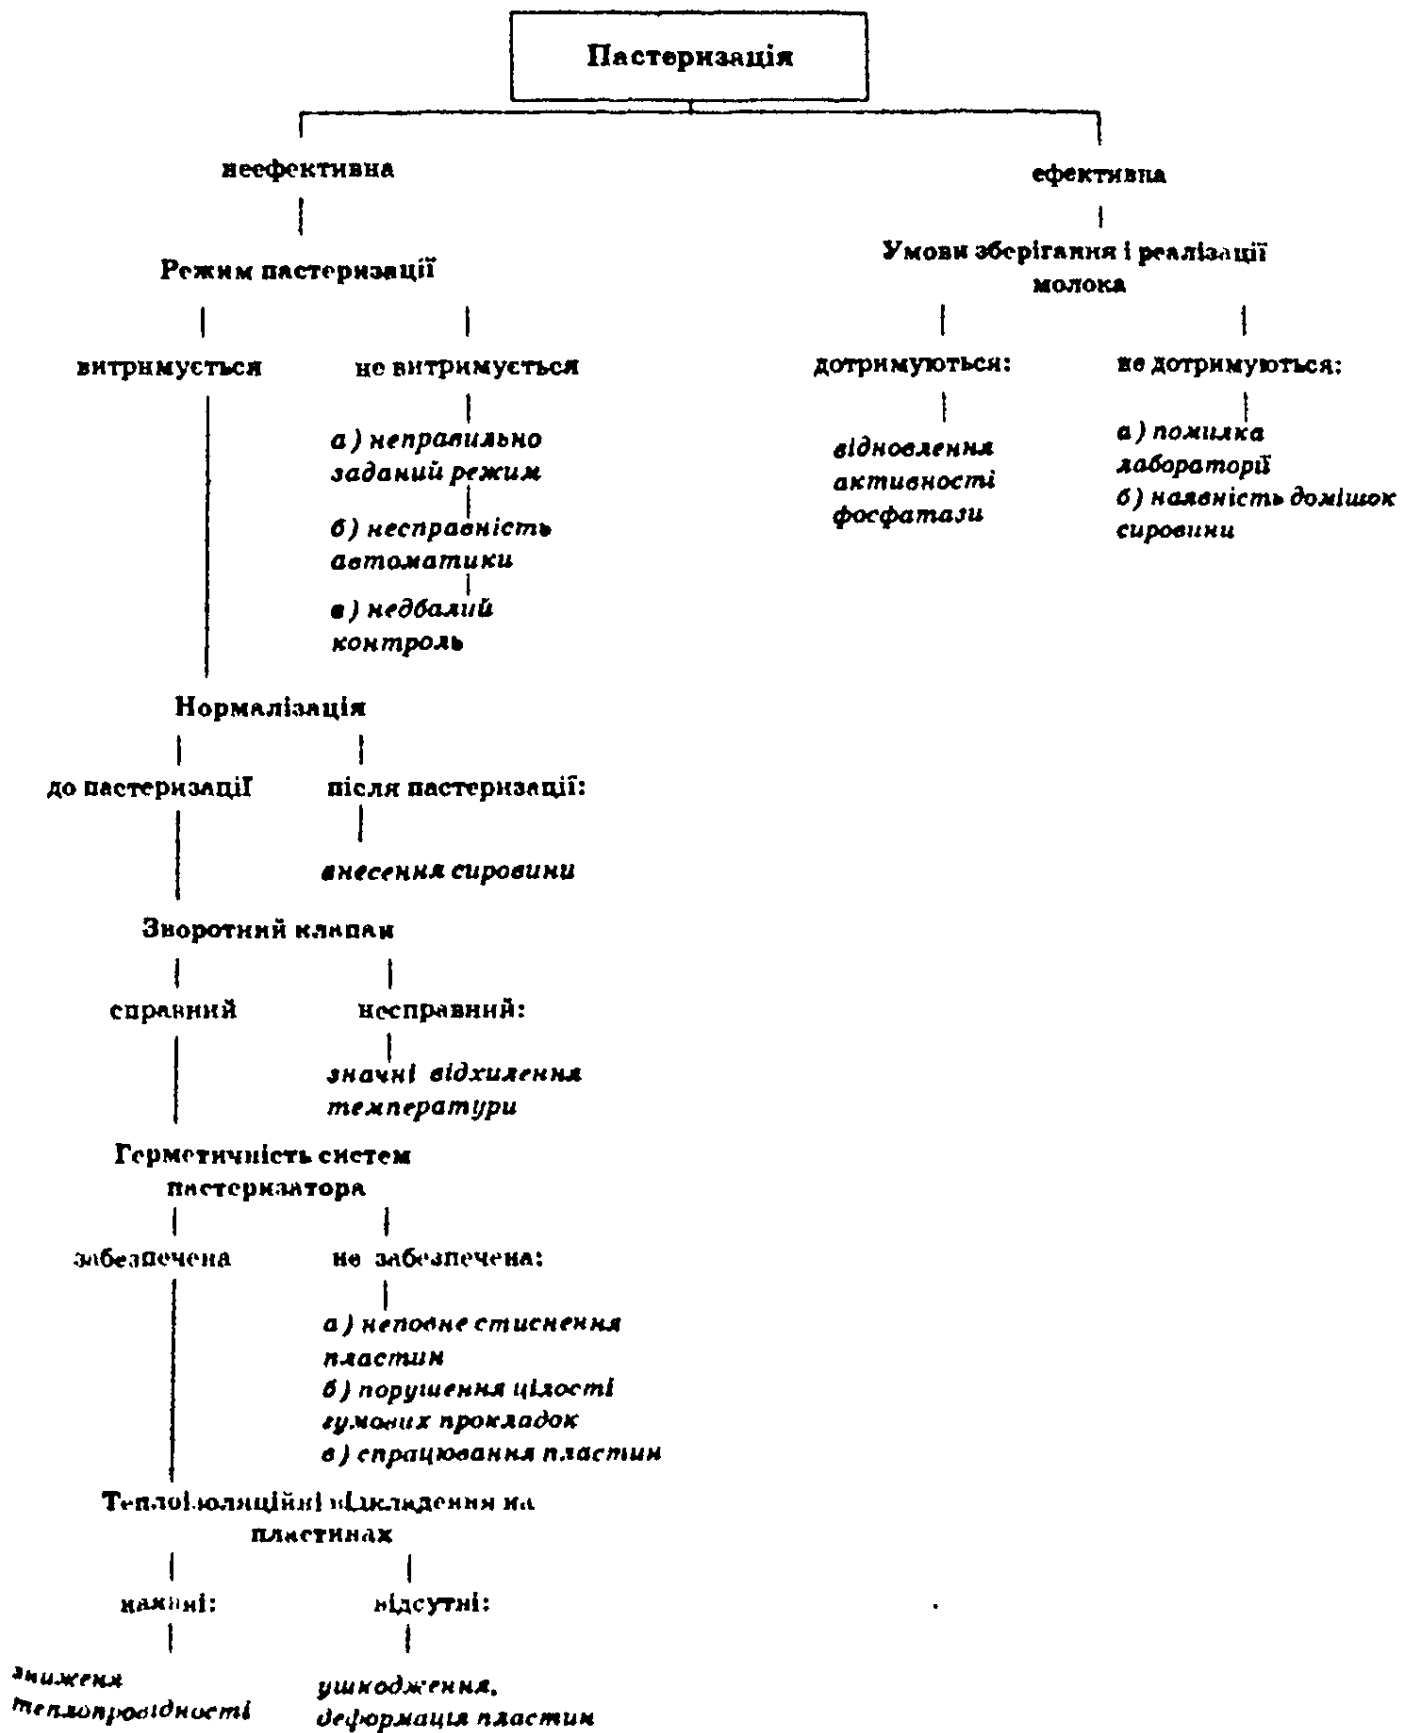 Пастеризація
неефективна
ефективна
Режим пастеризації
Умови зберігання і реалізації
молока
витримується
не витримується
дотримуються:
не дотримуються:
а) неправильно
заданий режим
б) несправність
автоматики
в) недбалий
контроль
відновлення
активності
фосфатази
а) помилка
лабораторії
б) наявність домішок
сировини
Нормалізація
до пастеризації
після пастеризації:
внесення сировини
Зворотний клапан
справний
несправний:
значні відхилення
температури
Герметичність систем
пастеризатора
забезпечена
не забезпечена:
а) неповне стиснення
пластин
б) порушення цілості
гумових прокладок
в) спрацювання пластин
Теплоізоляційні відкладення на
пластинах
наявні:
відсутні:
зниженя
теплопровідності
ушкодження,
деформація пластин